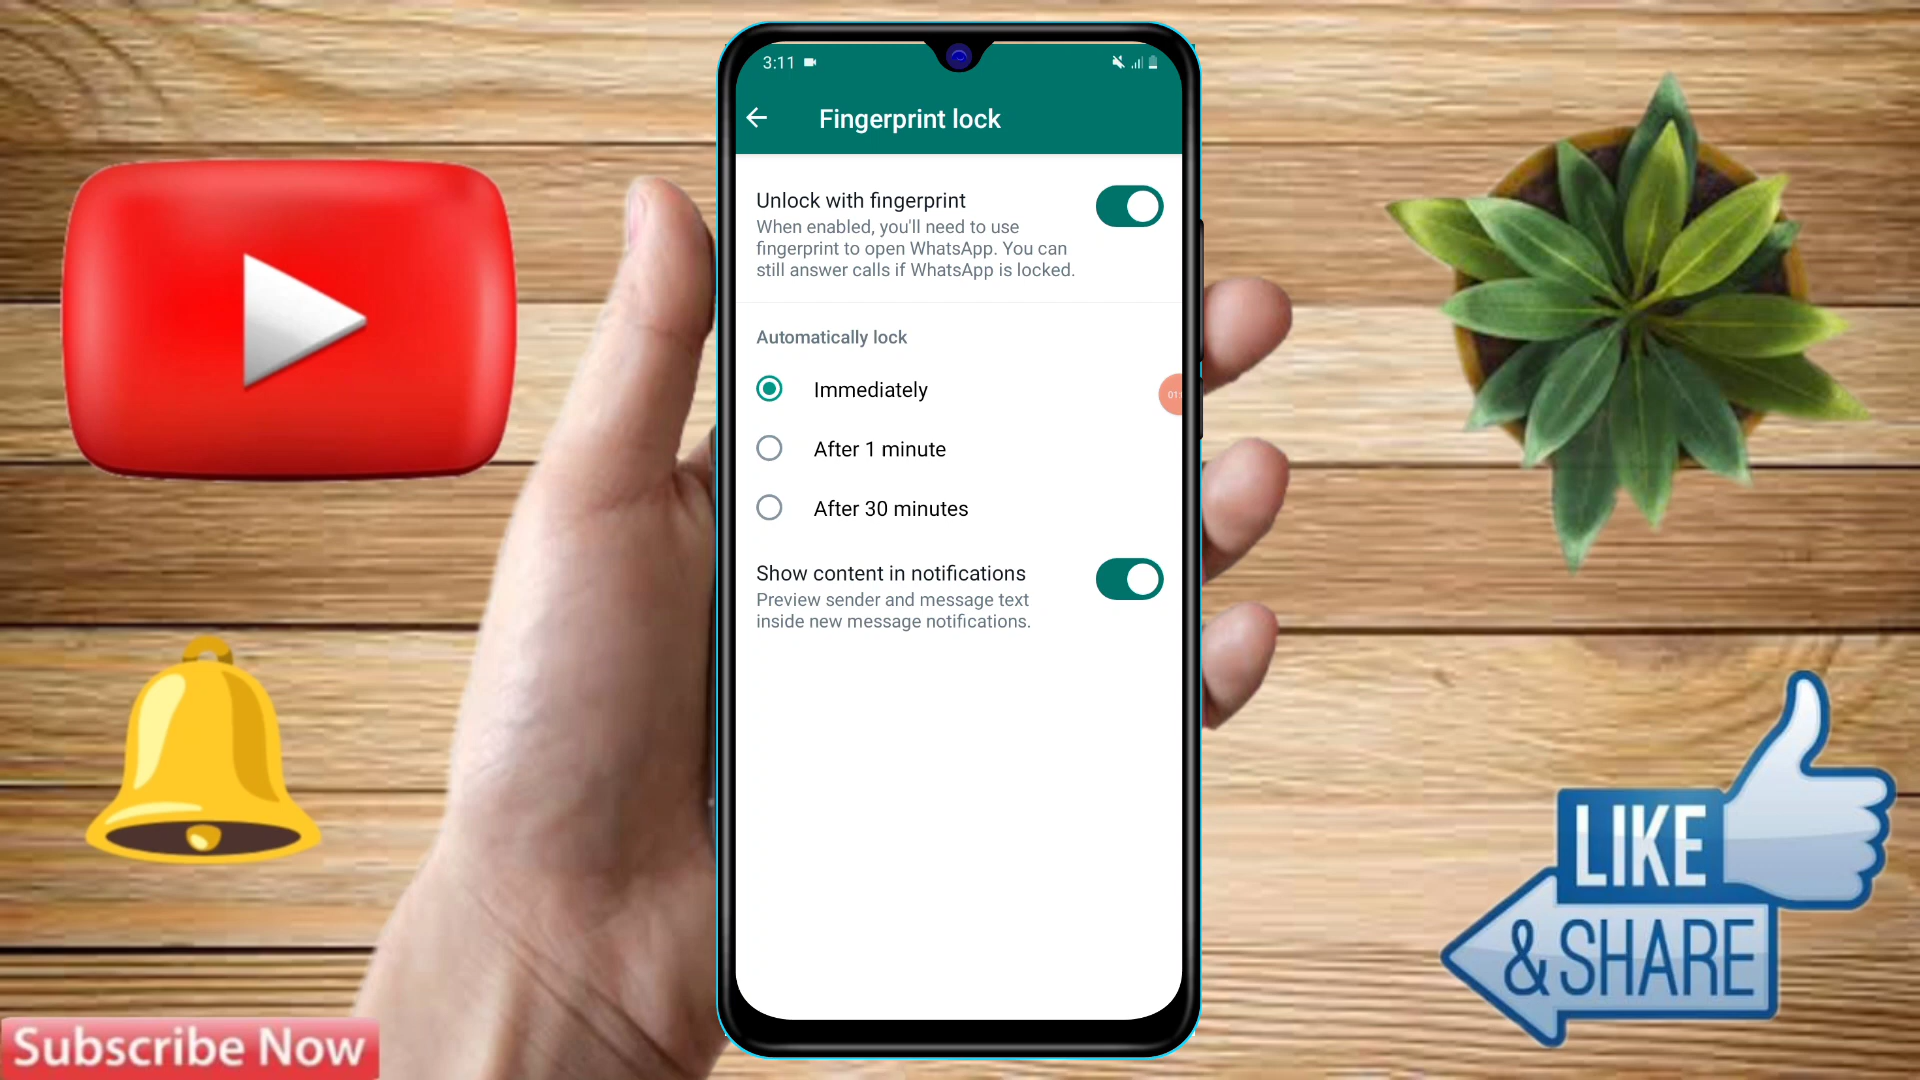 3:11
Fingerprint lock
Unlock with fingerprint
When enabled, you'll need to use
fingerprint to open WhatsApp. You can
still answer calls if WhatsApp is locked.
Automatically lock
Immediately
After 1 minute
After 30 minutes
Show content in notifications
Preview sender and message text
inside new message notifications.
LIKE
& SHARE
Subscribe Now